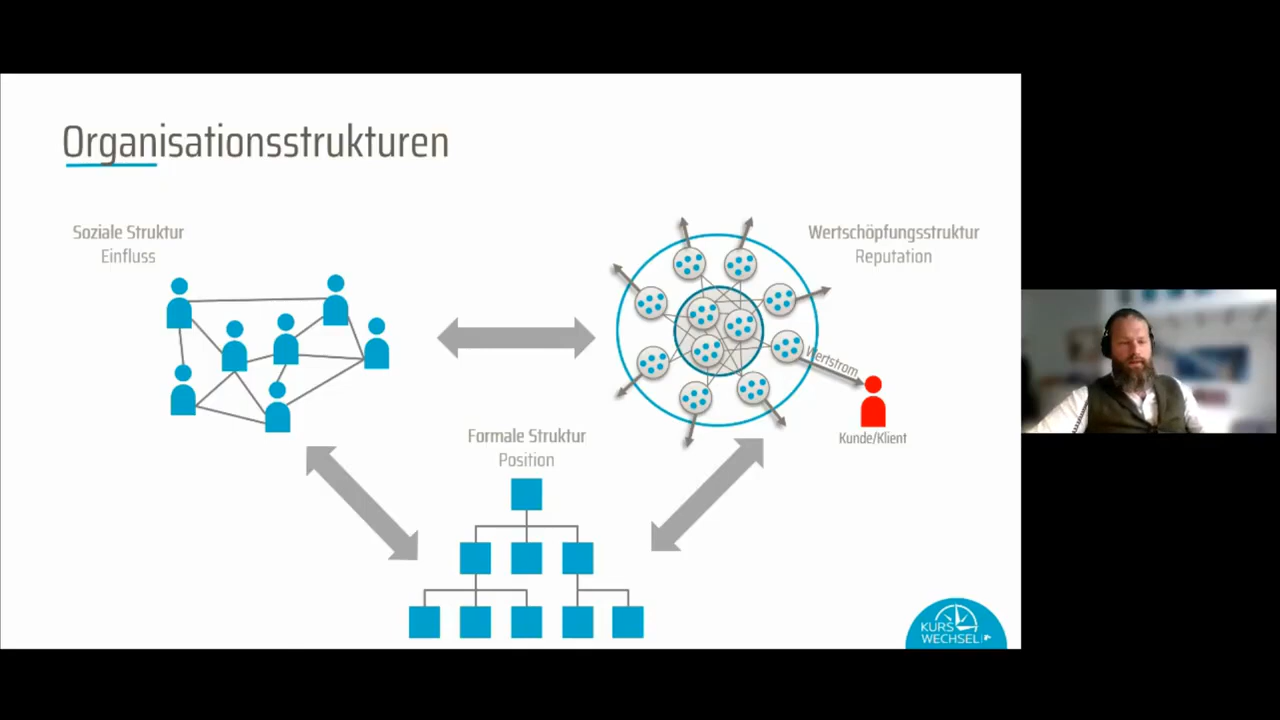 Organisationsstrukturen
Soziale Struktur
Einfluss
Wertschöpfungsstruktur
Reputation
Wertstrom
Kunde/Klient
Formale Struktur
Position
KURS
WECHSEL